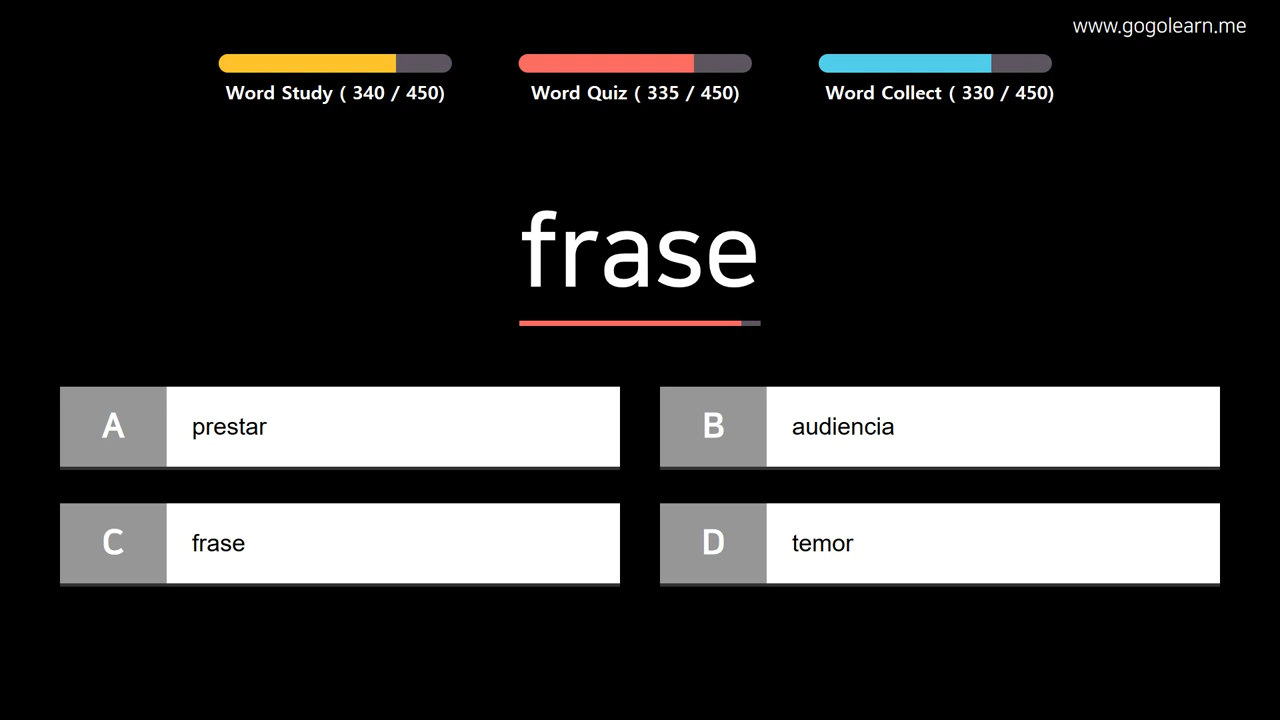 www.gogolearn.me
Word Study ( 340 / 450)
Word Quiz ( 335 / 450)
Word Collect ( 330 / 450)
frase
A prestar
B audiencia
C frase
D temor